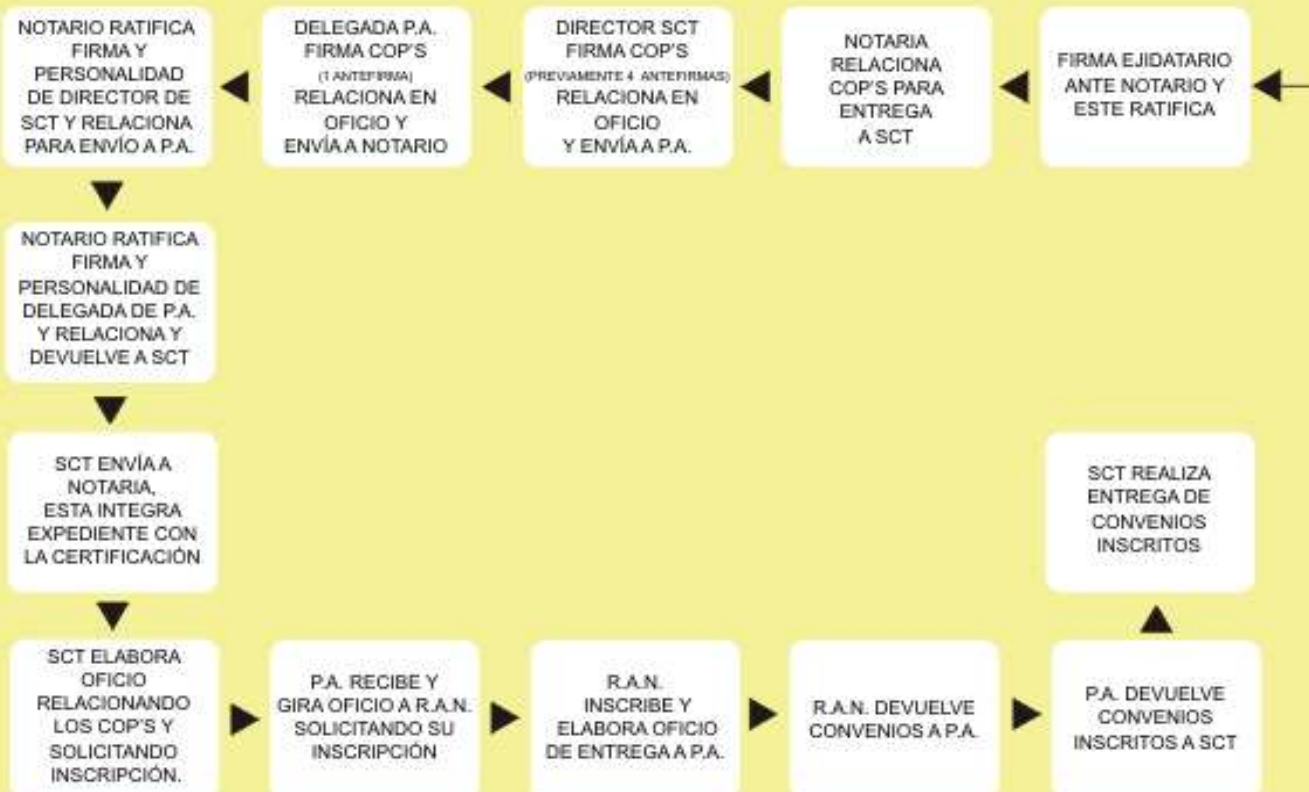 NOTARIO RATIFICA
FIRMA Y
PERSONALIDAD
DE DIRECTOR DE
SCT Y RELACIONA
PARA ENVÍO A P.A.
DELEGADA P.A.
FIRMA COP'S
(1 ANTEFIRMA)
RELACIONA EN
OFICIO Y
ENVÍA A NOTARIO
DIRECTOR SCT
FIRMA COP'S
(PREVIAMENTE 4 ANTEFIRMAS)
RELACIONA EN
OFICIO
Y ENVÍA A P.A.
NOTARIA
RELACIONA
COP'S PARA
ENTREGA
Á SCT
FIRMA EJIDATARIO
ANTE NOTARIO Y
ESTE RATIFICA
NOTARIO RATIFICA
FIRMA Y
PERSONALIDAD DE
DELEGADA DE P.A.
Y RELACIONA Y
DEVUELVE A SCT
SCT ENVÍA A
NOTARIA,
ESTA INTEGRA
EXPEDIENTE CON
LA CERTIFICACIÓN
SCT REALIZA
ENTREGA DE
CONVENIOS
INSCRITOS
SCT ELABORA
OFICIO
RELACIONANDO
LOS COP'S Y
SOLICITANDO
INSCRIPCIÓN.
P.A. RECIBE Y
GIRA OFICIO A R.A.N.
SOLICITANDO SU
INSCRIPCIÓN
R.A.N.
INSCRIBE Y
ELABORA OFICIO
DE ENTREGA A P.A.
R.A.N. DEVUELVE
CONVENIOS A P.A.
P.A. DEVUELVE
CONVENIOS
INSCRITOS A SCT